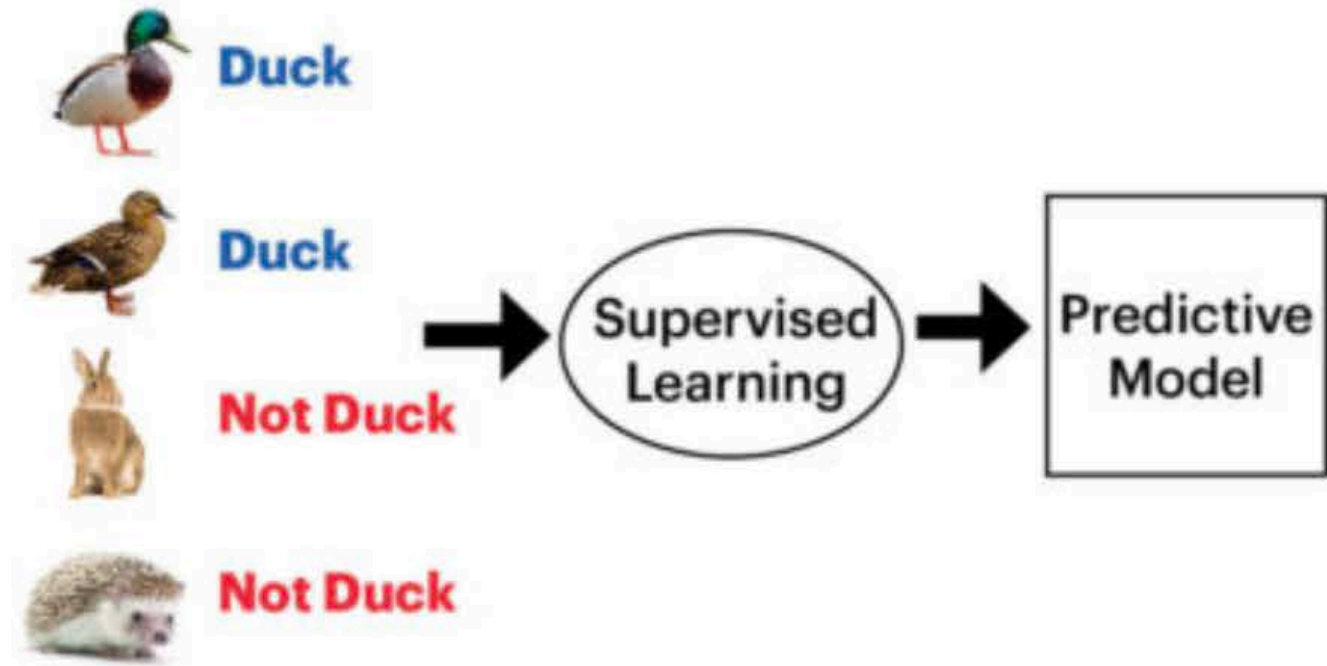 Duck
Duck
Not Duck
Not Duck
Supervised
Learning
Predictive
Model